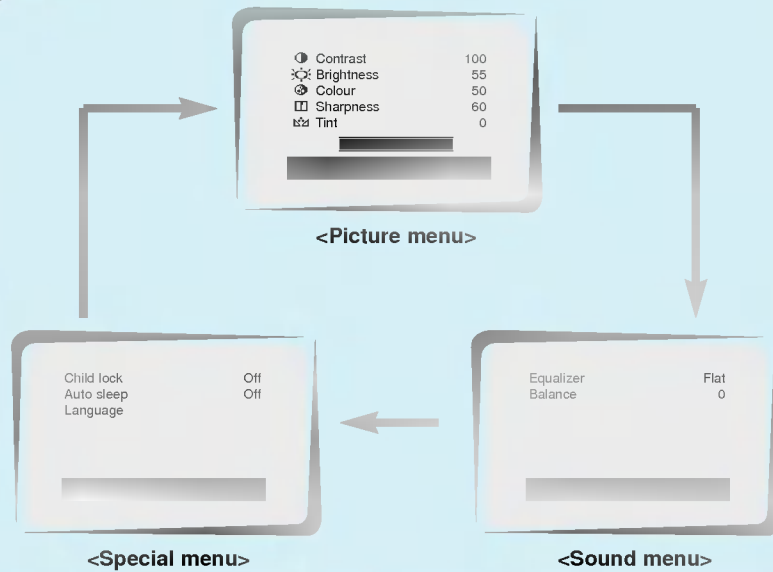 Contrast 100
Brightness 55
Colour 50
Sharpness 60
Tint 0
<Picture menu>
Child lock Off
Auto sleep Off
Language
<Special menu>
Equalizer Flat
Balance 0
<Sound menu>